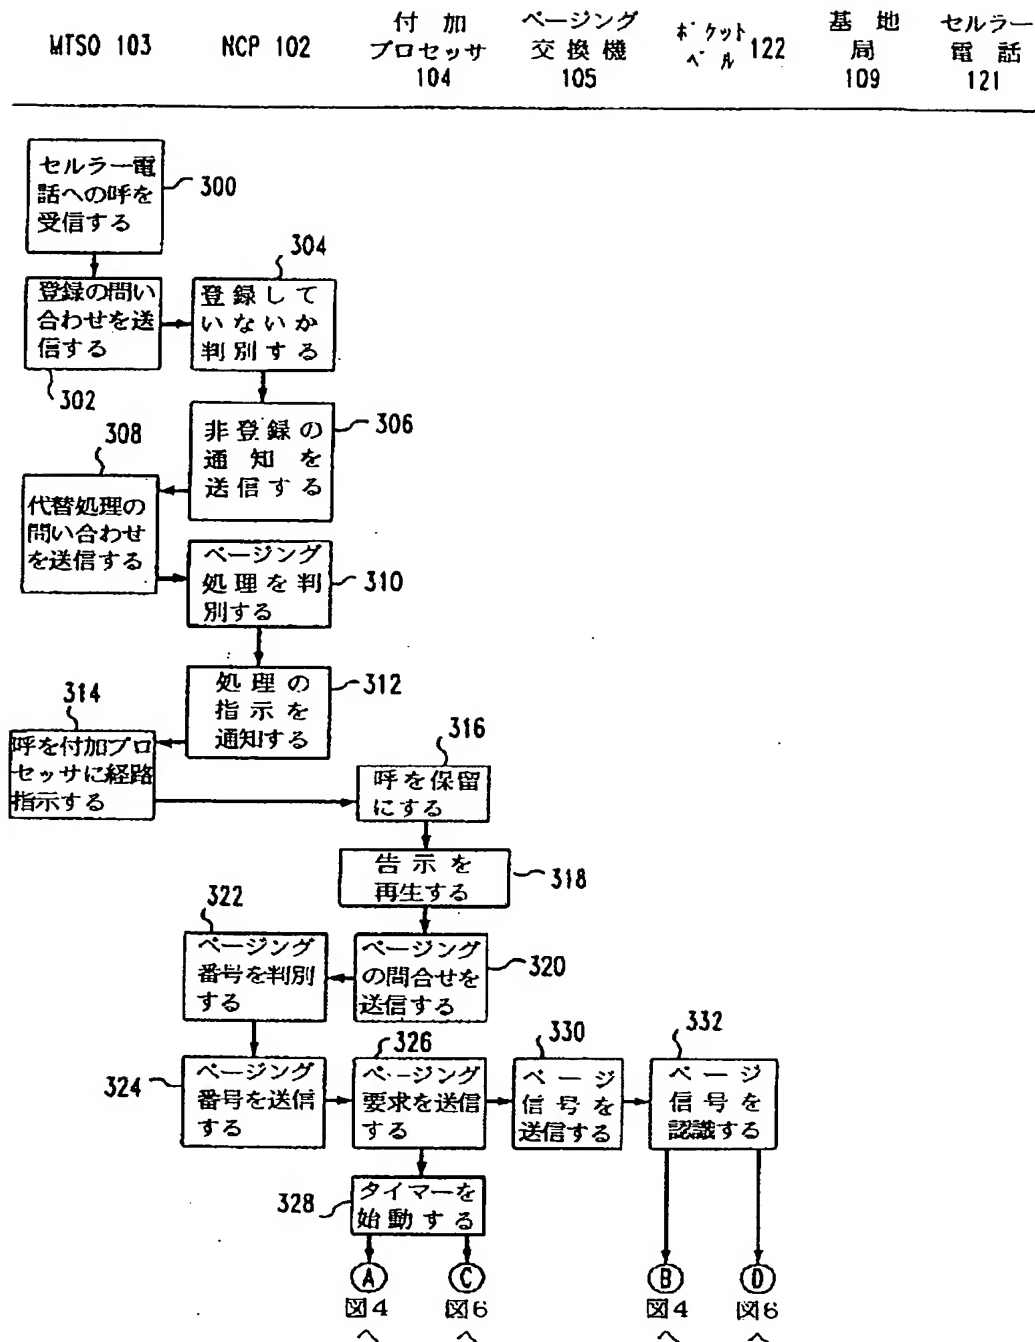 MTSO 103
NCP 102
付加
プロセッサ
104
ページング
交換機
105
ポケット
ベル 122
基地
局
109
セルラー
電話
121
セルラー電
話への呼を
受信する
300
登録の問い
合わせを送
信する
302
304
登録して
いないか
判別する
非登録の
通知を
送信する
306
308
代替処理の
問い合わせ
を送信する
ページング
処理を判
別する
310
処理の
指示を
通知する
312
314
呼を付加プロ
セッサに経路
指示する
316
呼を保留
にする
告示を
再生する
318
322
ページング
番号を判別
する
ページング
の問合せを
送信する
320
324
ページング
番号を送信
する
326
ページング
要求を送信
する
330
ページ
信号を
送信する
332
ページ
信号を
認識する
328
タイマーを
始動する
A
図4
へ
C
図6
へ
B
図4
へ
D
図6
へ